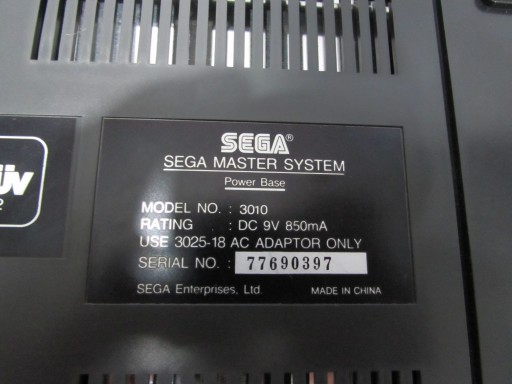 SEGA®
SEGA MASTER SYSTEM
Power Base
MODEL NO. : 3010
RATING : DC 9V 850mA
USE 3025-18 AC ADAPTOR ONLY
SERIAL NO. : 77690397
SEGA Enterprises, Ltd. MADE IN CHINA